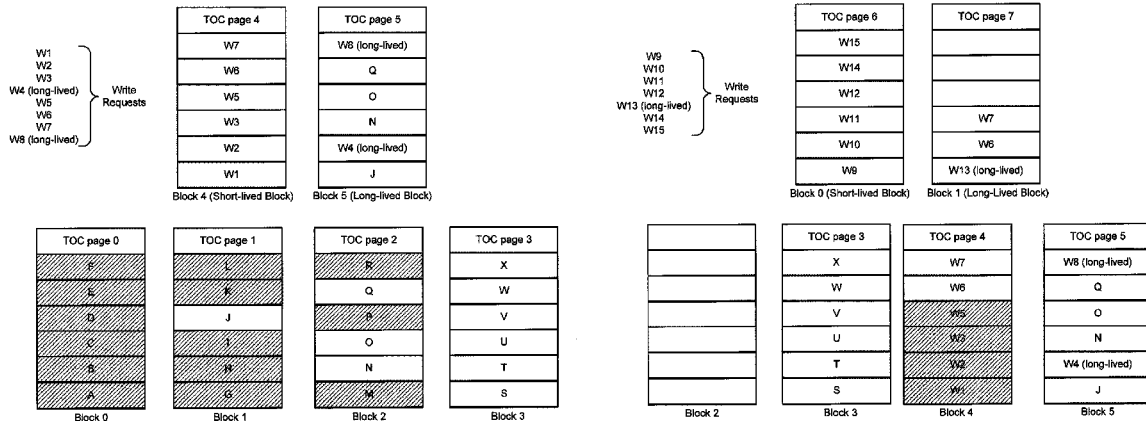 W1
W2
W3
W4 (long-lived)
W5
W6
W7
W8 (long-lived)
Write
Requests
TOC page 4
W7
W6
W5
W3
W2
W1
Block 4 (Short-lived Block)
TOC page 5
W8 (long-lived)
Q
O
N
W4 (long-lived)
J
Block 5 (Long-lived Block)
TOC page 0
F
E
D
C
B
A
Block 0
TOC page 1
L
K
J
I
H
G
Block 1
TOC page 2
R
Q
P
O
N
M
Block 2
TOC page 3
X
W
V
U
T
S
Block 3
W9
W10
W11
W12
W13 (long-lived)
W14
W15
Write
Requests
TOC page 6
W15
W14
W12
W11
W10
W9
Block 0 (Short-lived Block)
TOC page 7
W7
W6
W13 (long-lived)
Block 1 (Long-Lived Block)
Block 2
TOC page 3
X
W
V
U
T
S
Block 3
TOC page 4
W7
W6
W5
W3
W2
W1
Block 4
TOC page 5
W8 (long-lived)
Q
O
N
W4 (long-lived)
J
Block 5